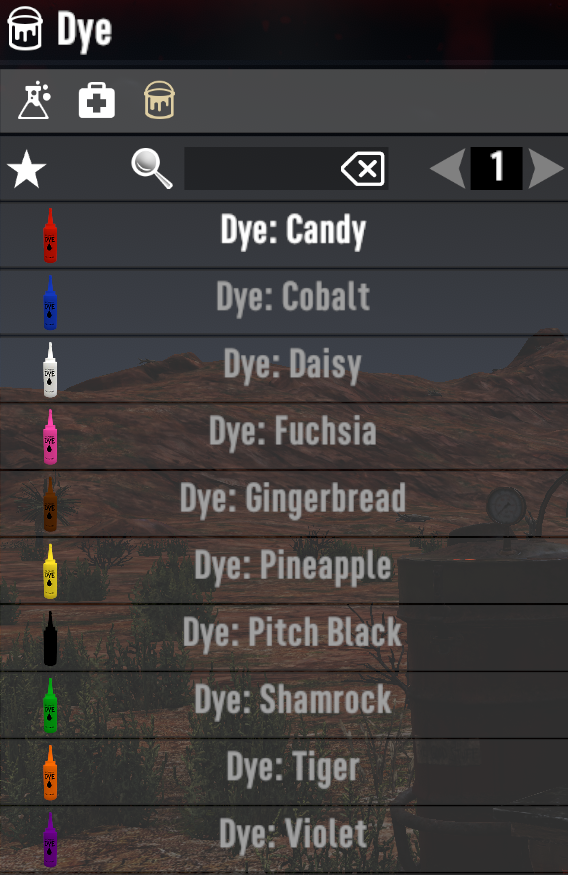 Dye
1
Dye: Candy
Dye: Cobalt
Dye: Daisy
Dye: Fuchsia
Dye: Gingerbread
Dye: Pineapple
Dye: Pitch Black
Dye: Shamrock
Dye: Tiger
Dye: Violet